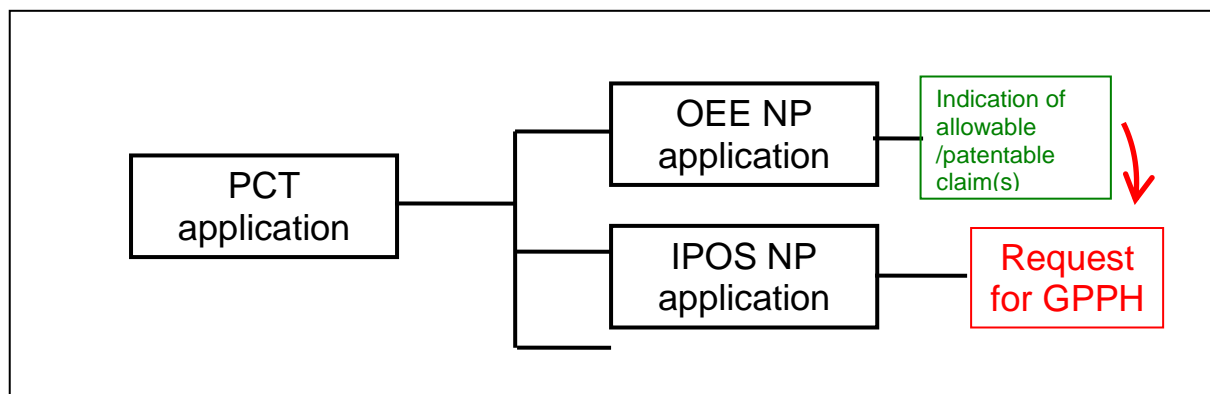 PCT
application
OEE NP
application
Indication of
allowable
/patentable
claim(s)
IPOS NP
application
Request
for GPPH